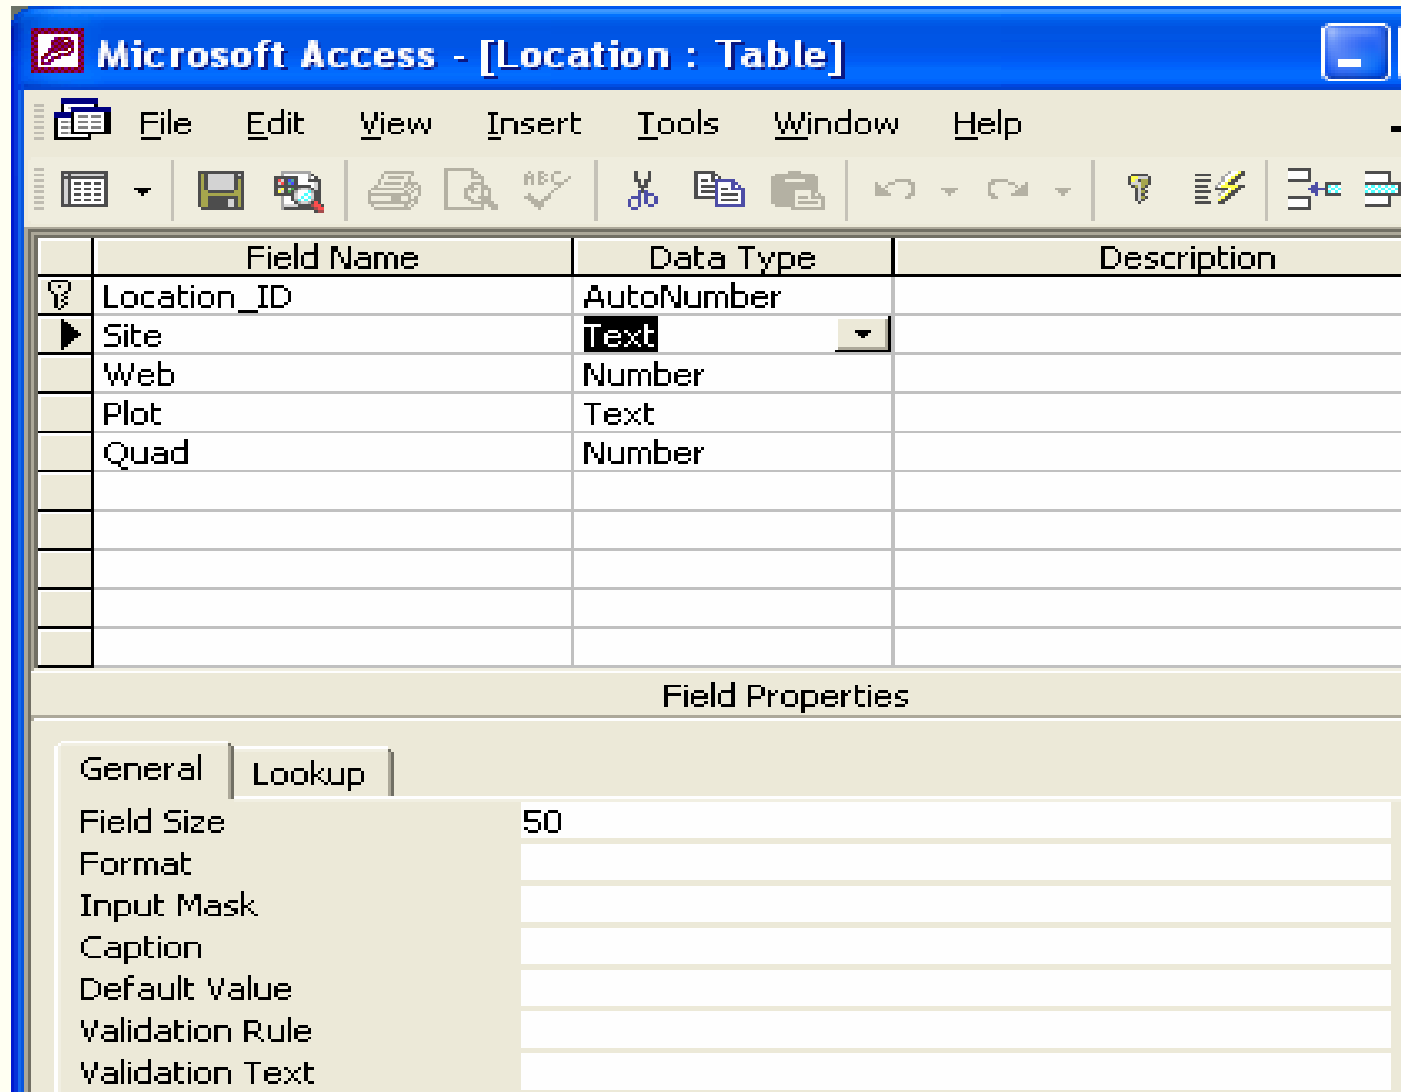 Microsoft Access - [Location : Table]
File Edit View Insert Tools Window Help
ABC
Field Name Data Type Description
Location_ID AutoNumber
Site Text
Web Number
Plot Text
Quad Number
Field Properties
General Lookup
Field Size 50
Format
Input Mask
Caption
Default Value
Validation Rule
Validation Text